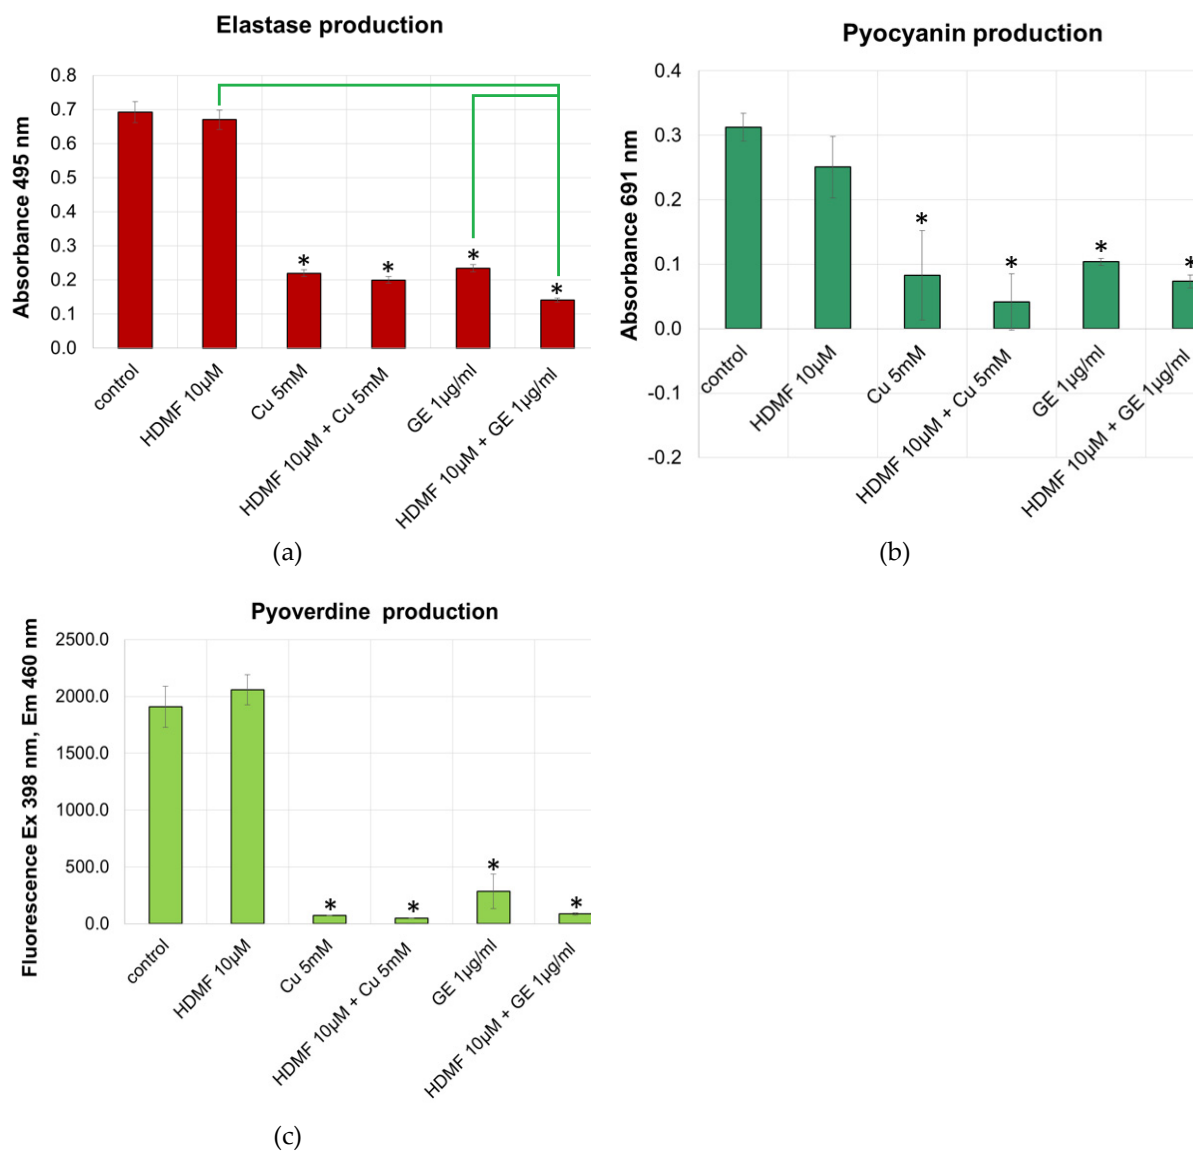 Elastase production
Absorbance 495 nm
0.8
0.7
0.6
0.5
0.4
0.3
0.2
0.1
0.0
*
*
*
*
control
HDMF 10µM
Cu 5mM
HDMF 10µM + Cu 5mM
GE 1µg/ml
HDMF 10µM + GE 1µg/ml
(a)
Pyocyanin production
Absorbance 691 nm
0.4
0.3
0.2
0.1
0.0
-0.1
-0.2
*
*
*
*
control
HDMF 10µM
Cu 5mM
HDMF 10µM + Cu 5mM
GE 1µg/ml
HDMF 10µM + GE 1µg/ml
(b)
Pyoverdine production
Fluorescence Ex 398 nm, Em 460 nm
2500.0
2000.0
1500.0
1000.0
500.0
0.0
*
*
*
*
control
HDMF 10µM
Cu 5mM
HDMF 10µM + Cu 5mM
GE 1µg/ml
HDMF 10µM + GE 1µg/ml
(c)